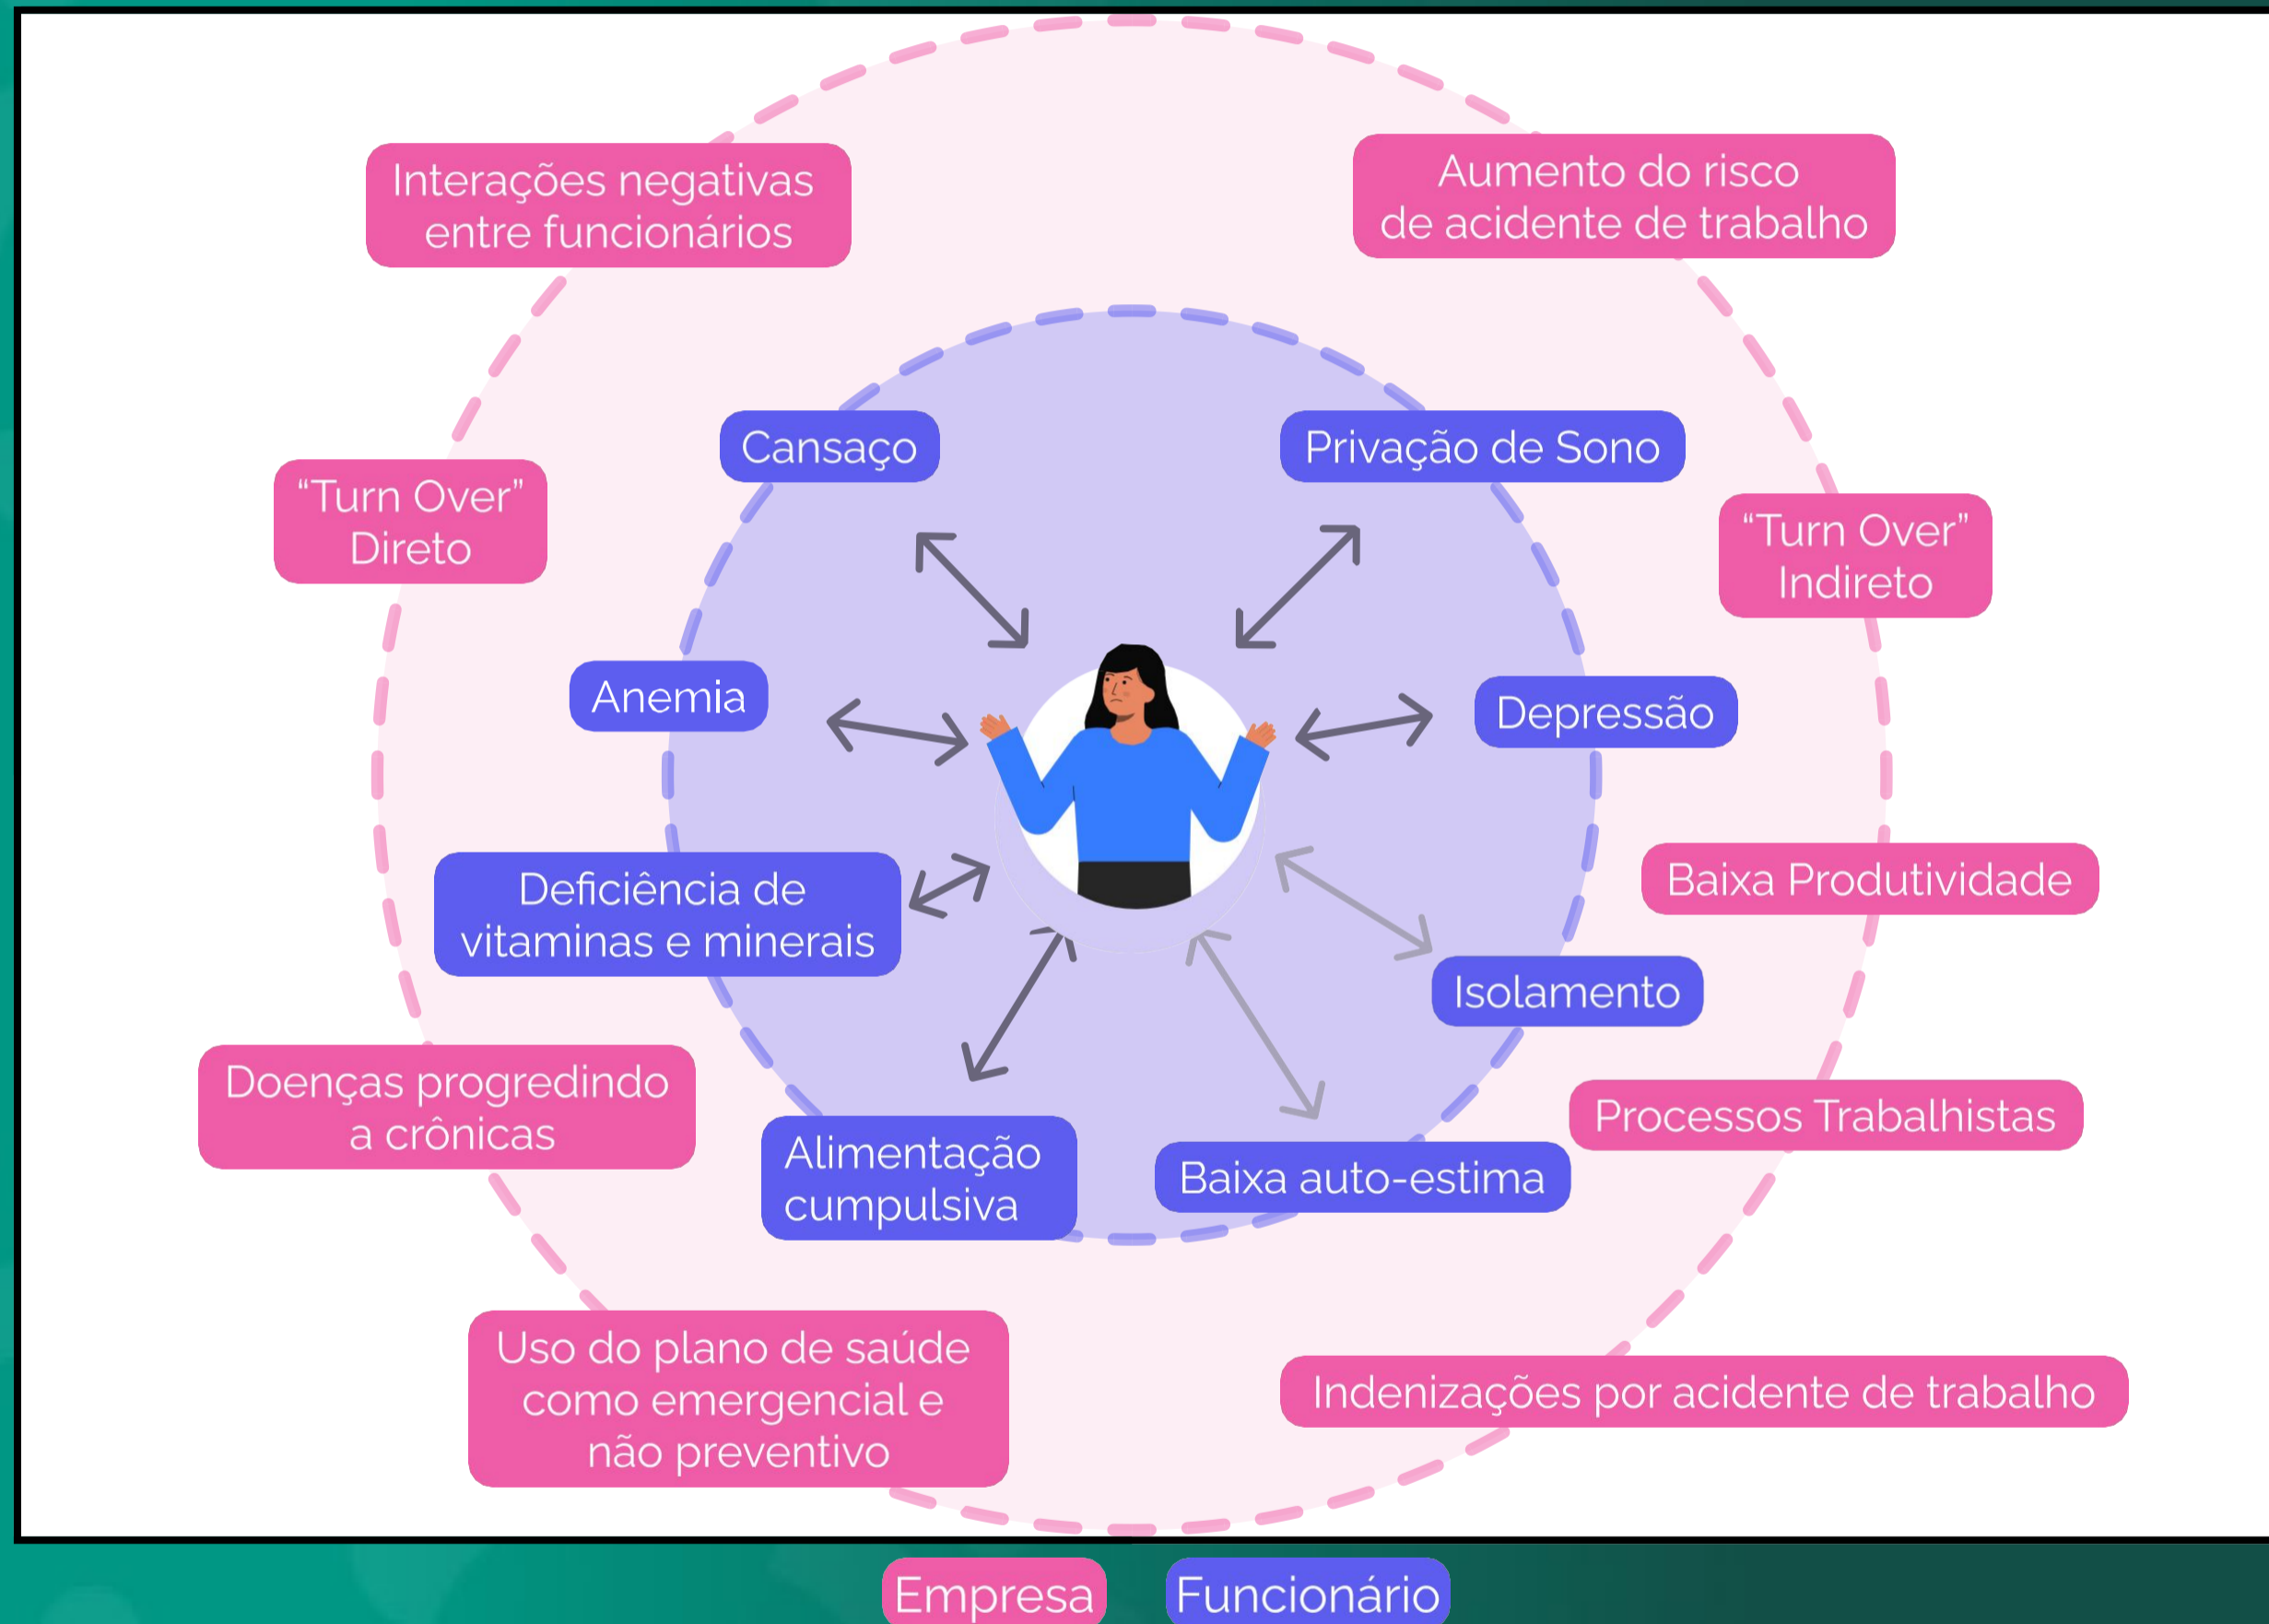 Interações negativas
entre funcionários
Aumento do risco
de acidente de trabalho
Cansaço
Privação de Sono
“Turn Over”
Direto
“Turn Over”
Indireto
Anemia
Depressão
Deficiência de
vitaminas e minerais
Baixa Produtividade
Isolamento
Doenças progredindo
a crônicas
Alimentação
cumpulsiva
Baixa auto-estima
Processos Trabalhistas
Uso do plano de saúde
como emergencial e
não preventivo
Indenizações por acidente de trabalho
Empresa
Funcionário